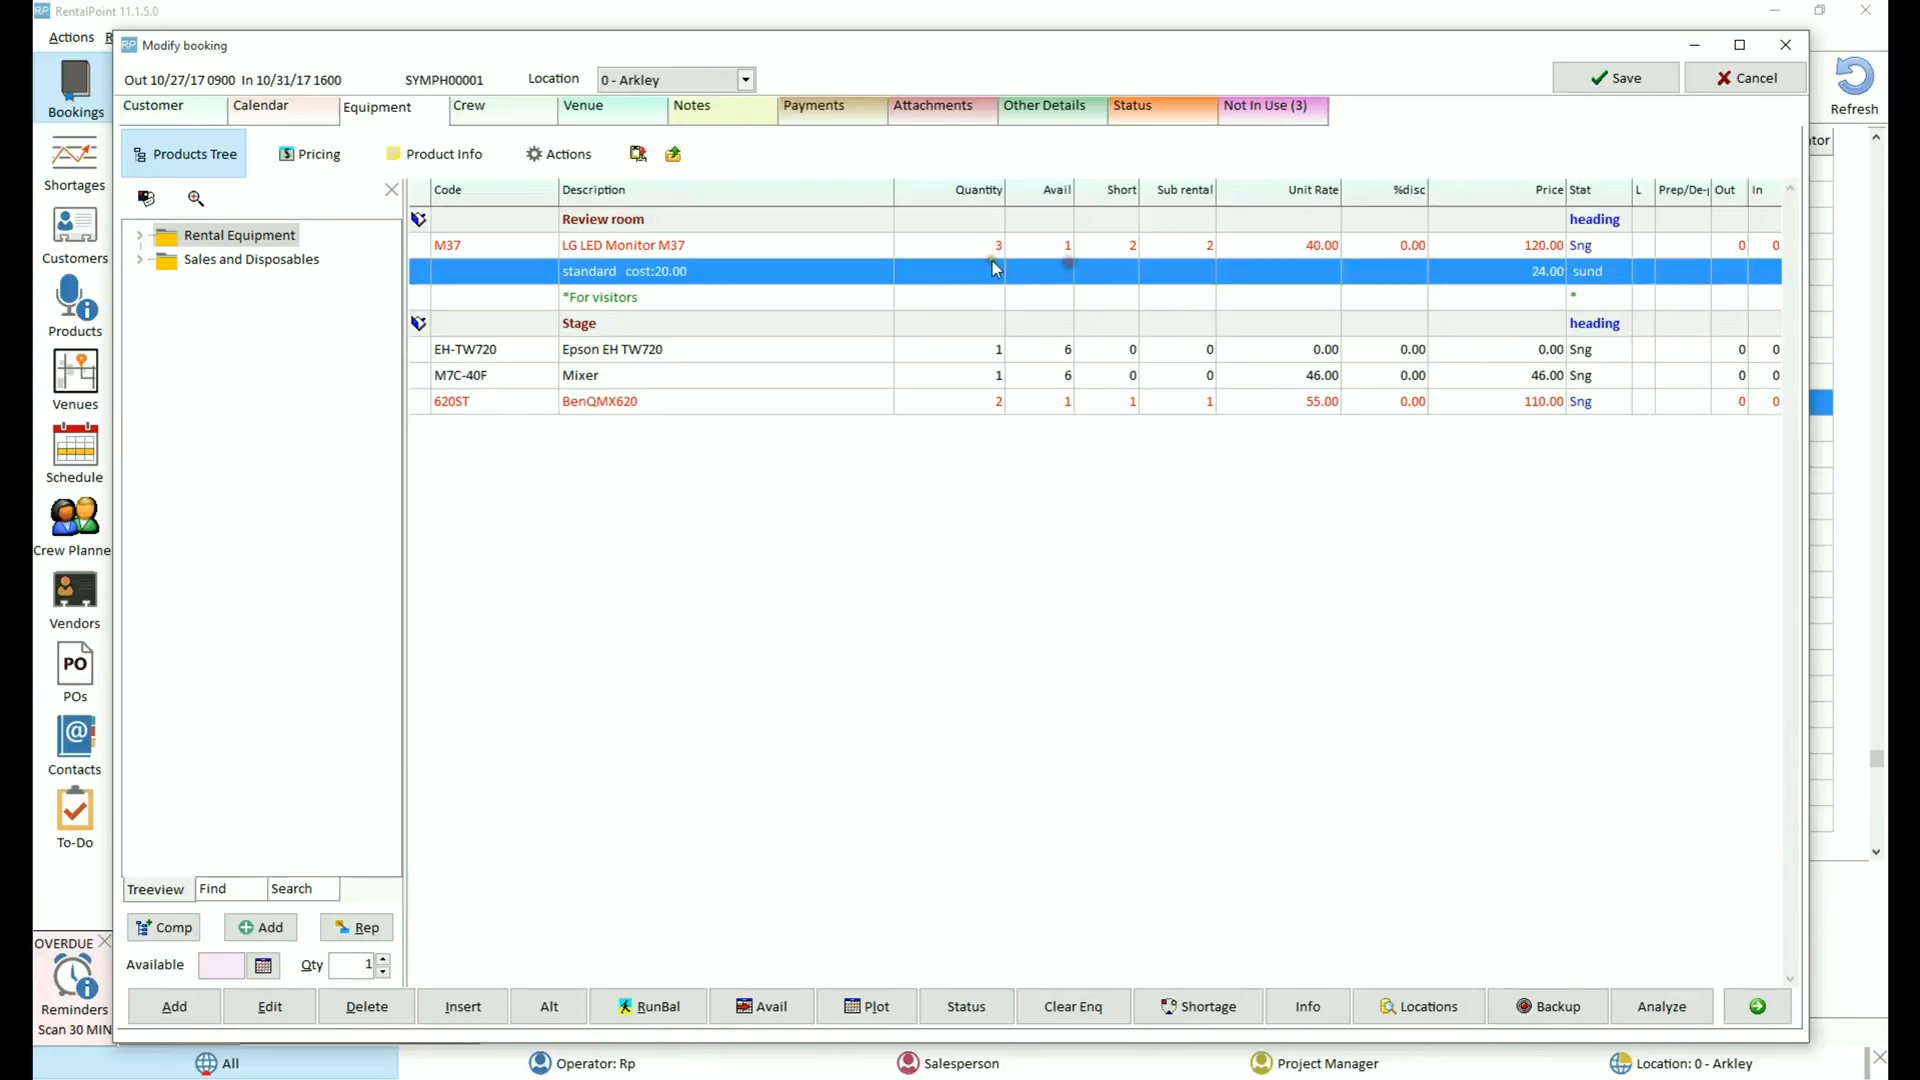 RentalPoint 11.1.5.0
Actions
Modify booking
Out 10/27/17 0900 In 10/31/17 1600 SYMPH00001 Location 0 - Arkley Save Cancel
Customer Calendar Equipment Crew Venue Notes Payments Attachments Other Details Status Not In Use (3)
Products Tree Pricing Product Info Actions
Code Description Quantity Avail Short Sub rental Unit Rate %disc Price Stat L Prep/De- Out In
Review room heading
M37 LG LED Monitor M37 3 1 2 2 40.00 0.00 120.00 Sng 0 0
standard cost:20.00 24.00 sund
*For visitors *
Stage heading
EH-TW720 Epson EH TW720 1 6 0 0 0.00 0.00 0.00 Sng 0 0
M7C-40F Mixer 1 6 0 0 46.00 0.00 46.00 Sng 0 0
620ST BenQMX620 2 1 1 1 55.00 0.00 110.00 Sng 0 0
Rental Equipment
Sales and Disposables
Treeview Find Search
Comp Add Rep
Available Qty 1
Add Edit Delete Insert Alt RunBal Avail Plot Status Clear Enq Shortage Info Locations Backup Analyze
Bookings
Shortages
Customers
Products
Venues
Schedule
Crew Planne
Vendors
PO
POs
Contacts
To-Do
OVERDUE
Reminders
Scan 30 MIN
Refresh
tor
All Operator: Rp Salesperson Project Manager Location: 0 - Arkley